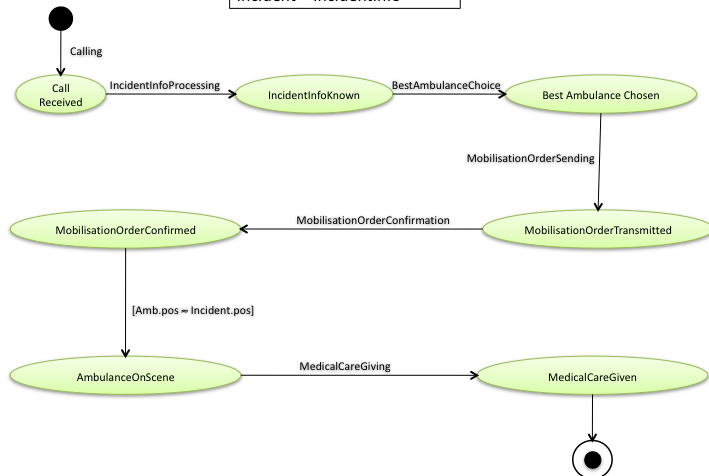 Calling
Call
Received
IncidentInfoProcessing
IncidentInfoKnown
BestAmbulanceChoice
Best Ambulance Chosen
MobilisationOrderSending
MobilisationOrderConfirmed
MobilisationOrderConfirmation
MobilisationOrderTransmitted
[Amb.pos ≈ Incident.pos]
AmbulanceOnScene
MedicalCareGiving
MedicalCareGiven